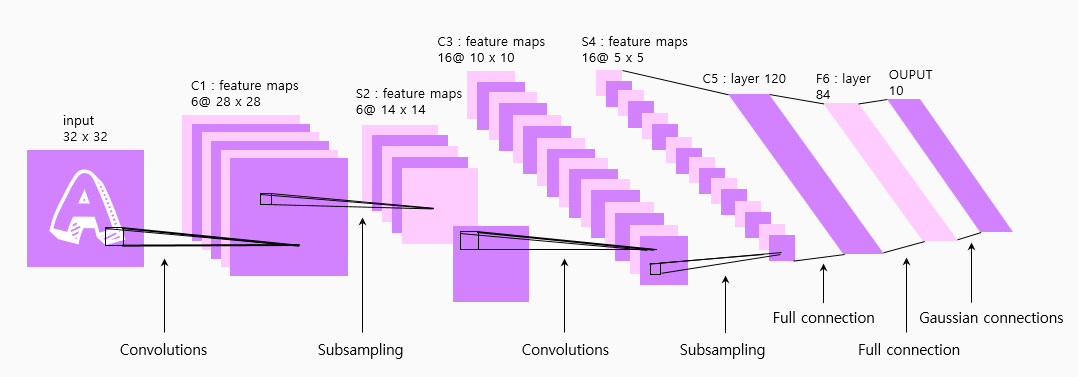 C3 : feature maps
16@ 10 x 10
S4 : feature maps
16@ 5 x 5
C1 : feature maps
6@ 28 x 28
S2 : feature maps
6@ 14 x 14
C5 : layer 120
F6 : layer
84
OUPUT
10
input
32 x 32
A
Full connection
Gaussian connections
Convolutions
Subsampling
Convolutions
Subsampling
Full connection